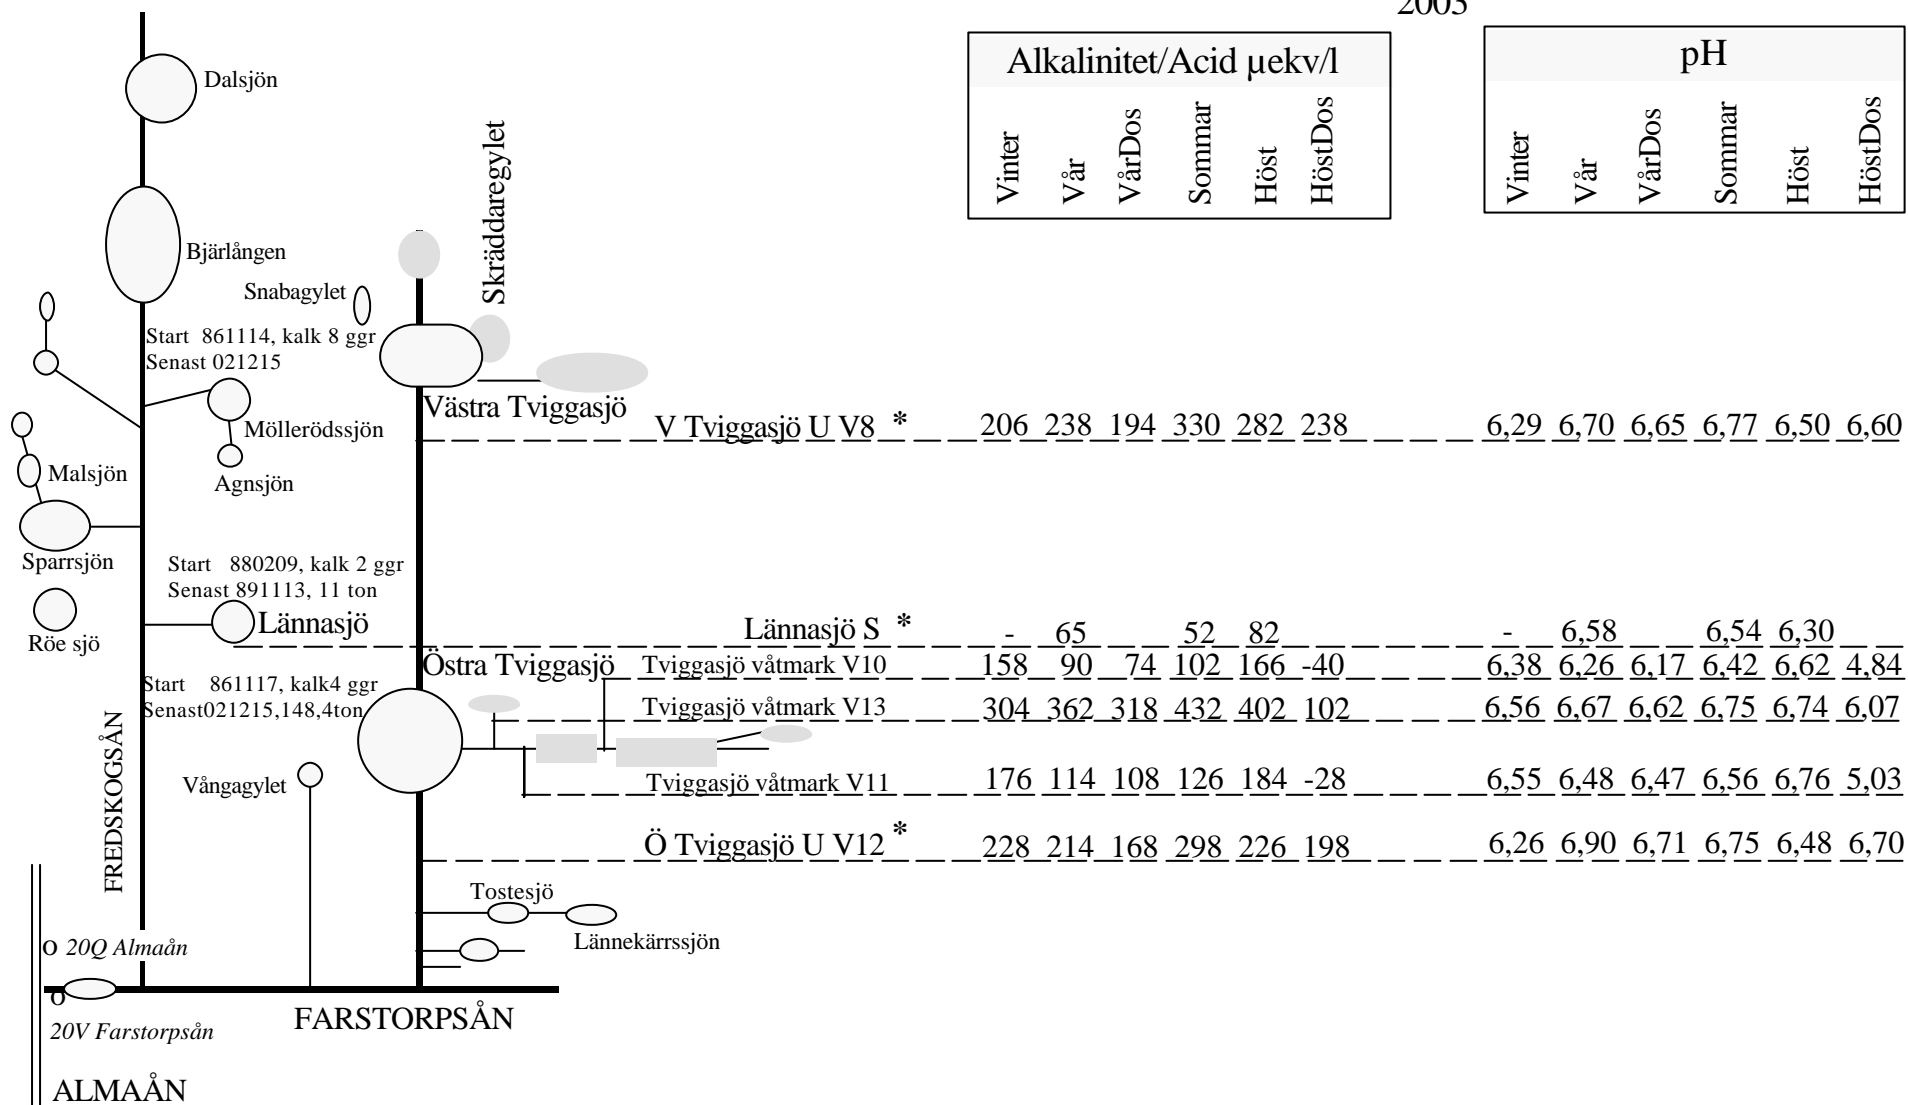 2003
Alkalinitet/Acid µekv/l
pH
Vinter
Vår
VårDos
Sommar
Höst
HöstDos
Vinter
Vår
VårDos
Sommar
Höst
HöstDos
Dalsjön
Skräddaregylet
Bjärlången
Snabagylet
Start 861114, kalk 8 ggr
Senast 021215
Västra Tviggasjö
Möllerödssjön
Malsjön
Agnsjön
V Tviggasjö U V8 * 206 238 194 330 282 238 6,29 6,70 6,65 6,77 6,50 6,60
Sparrsjön
Start 880209, kalk 2 ggr
Senast 891113, 11 ton
Lännasjö
Röe sjö
Lännasjö S * - 65 52 82 - 6,58 6,54 6,30
Östra Tviggasjö
Tviggasjö våtmark V10 158 90 74 102 166 -40 6,38 6,26 6,17 6,42 6,62 4,84
Start 861117, kalk4 ggr
Senast021215,148,4ton
Tviggasjö våtmark V13 304 362 318 432 402 102 6,56 6,67 6,62 6,75 6,74 6,07
FREDSKOGSÅN
Vångagylet
Tviggasjö våtmark V11 176 114 108 126 184 -28 6,55 6,48 6,47 6,56 6,76 5,03
Ö Tviggasjö U V12 * 228 214 168 298 226 198 6,26 6,90 6,71 6,75 6,48 6,70
Tostesjö
Lännekärrssjön
o 20Q Almaån
o
20V Farstorpsån
FARSTORPSÅN
ALMAÅN